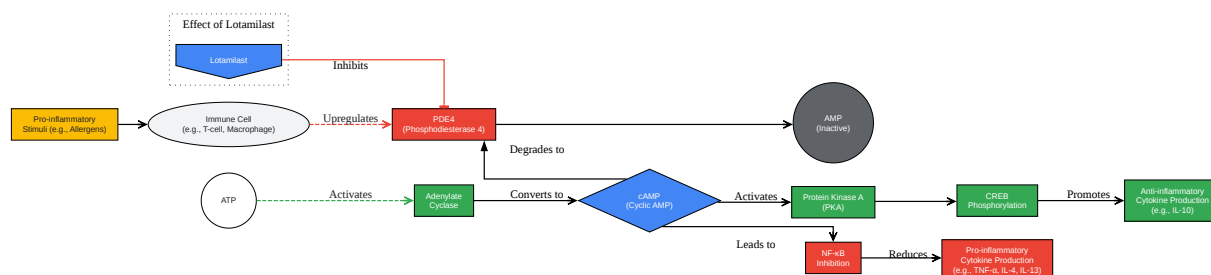 Effect of Lotamilast
Lotamilast
Inhibits
Pro-inflammatory
Stimuli (e.g., Allergens)
Immune Cell
(e.g., T-cell, Macrophage)
Upregulates
PDE4
(Phosphodiesterase 4)
AMP
(Inactive)
Degrades to
ATP
Activates
Adenylate
Cyclase
Converts to
cAMP
(Cyclic AMP)
Activates
Protein Kinase A
(PKA)
CREB
Phosphorylation
Promotes
Anti-inflammatory
Cytokine Production
(e.g., IL-10)
Leads to
NF-κB
Inhibition
Reduces
Pro-inflammatory
Cytokine Production
(e.g., TNF-α, IL-4, IL-13)